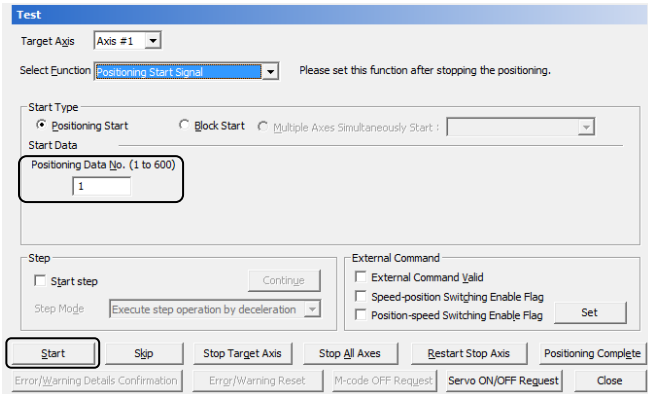 Test
Target Axis Axis #1
Select Function Positioning Start Signal Please set this function after stopping the positioning.
Start Type
Positioning Start Block Start Multiple Axes Simultaneously Start :
Start Data
Positioning Data No. (1 to 600)
1
Step External Command
Start step Continue External Command Valid
Speed-position Switching Enable Flag
Step Mode Execute step operation by deceleration Position-speed Switching Enable Flag Set
Start Skip Stop Target Axis Stop All Axes Restart Stop Axis Positioning Complete
Error/Warning Details Confirmation Error/Warning Reset M-code OFF Request Servo ON/OFF Request Close